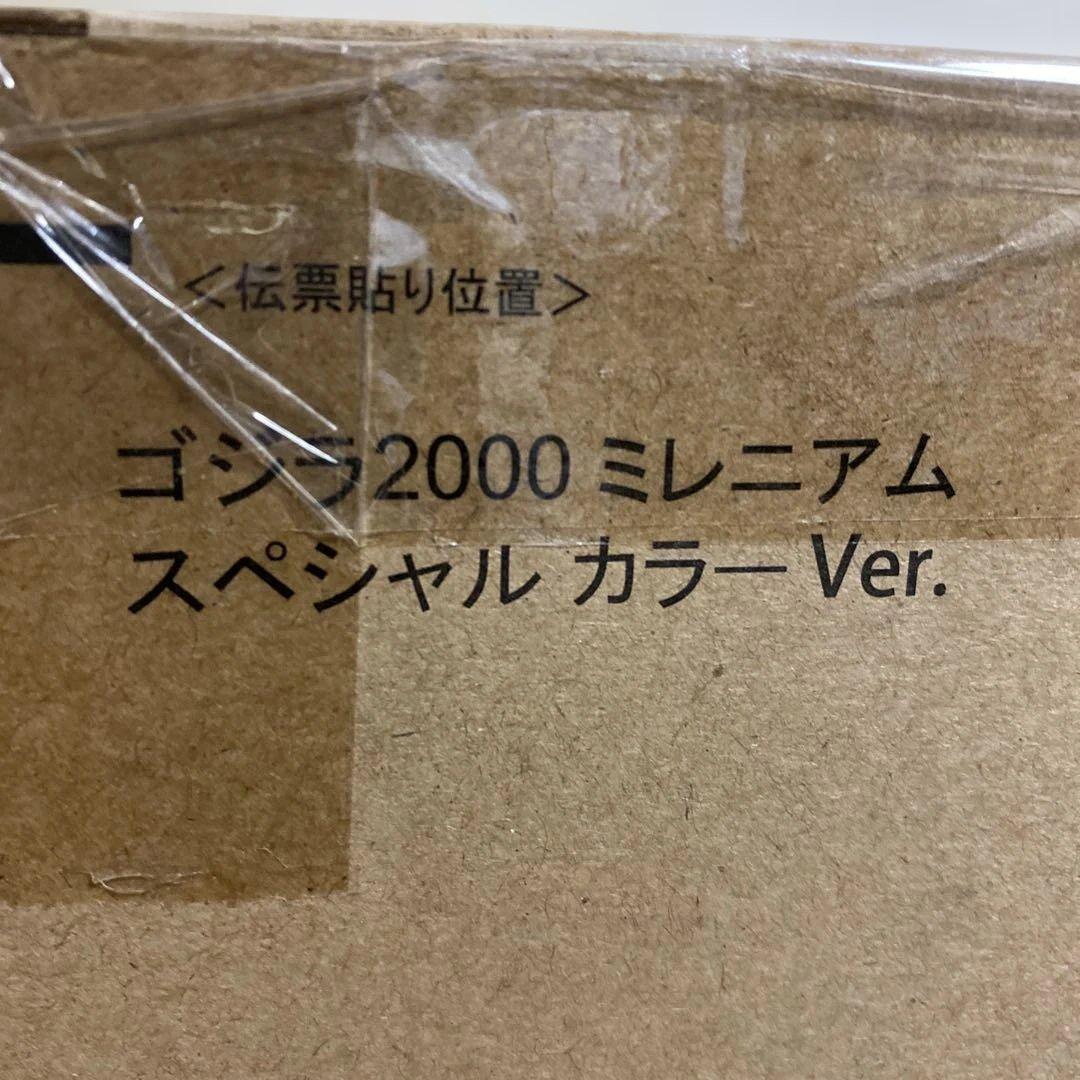 <伝票貼り位置>
ゴジラ2000 ミレニアム
スペシャル カラー Ver.